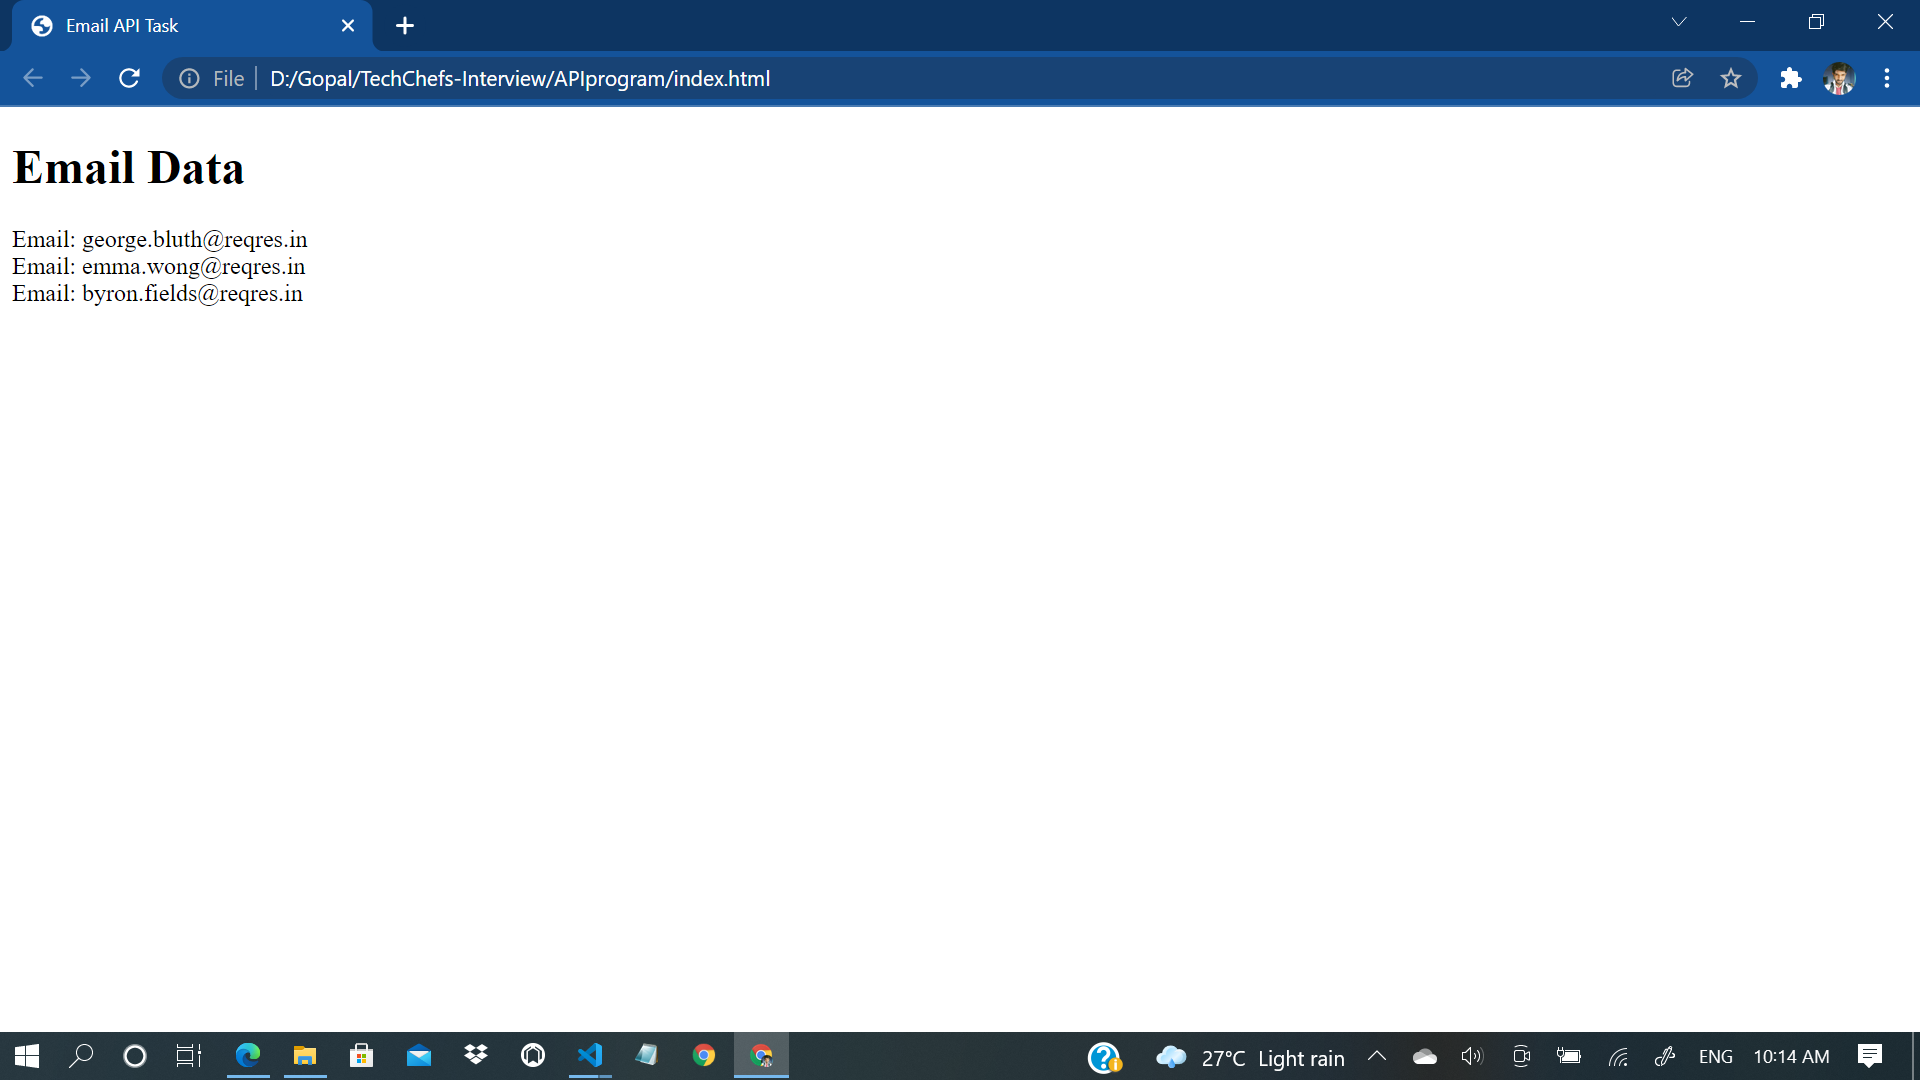 Email API Task
File
D:/Gopal/TechChefs-Interview/APIprogram/index.html
Email Data
Email: george.bluth@reqres.in
Email: emma.wong@reqres.in
Email: byron.fields@reqres.in
27°C Light rain
ENG
10:14 AM